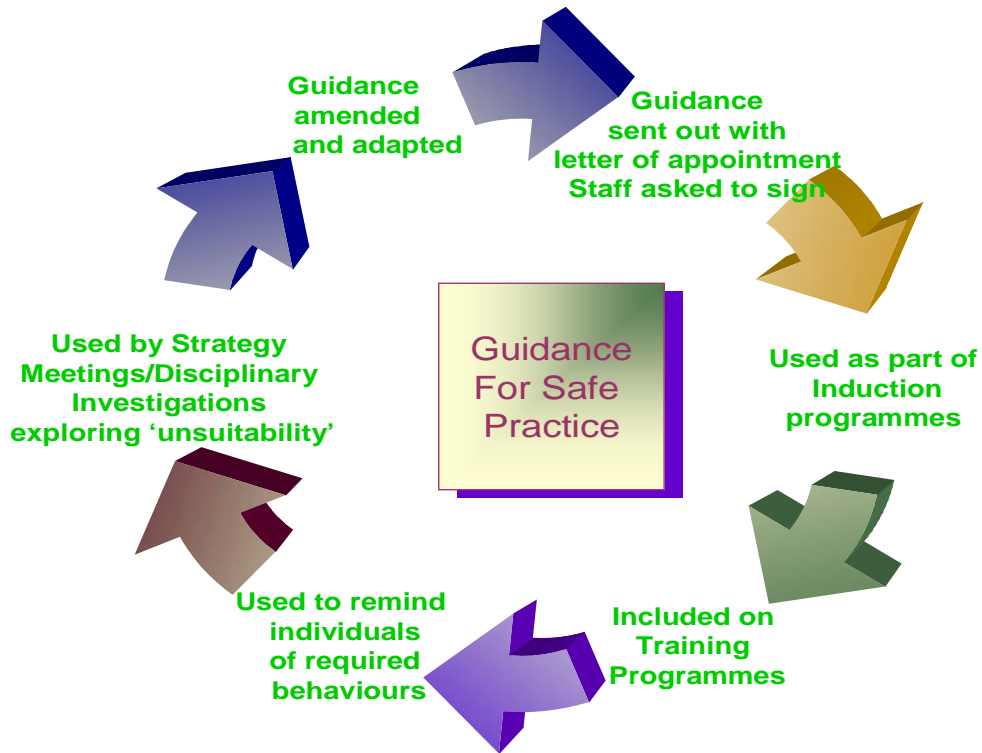 Guidance
amended
and adapted
Guidance
sent out with
letter of appointment
Staff asked to sign
Used as part of
Induction
programmes
Included on
Training
Programmes
Used to remind
individuals
of required
behaviours
Used by Strategy
Meetings/Disciplinary
Investigations
exploring ‘unsuitability’
Guidance
For Safe
Practice